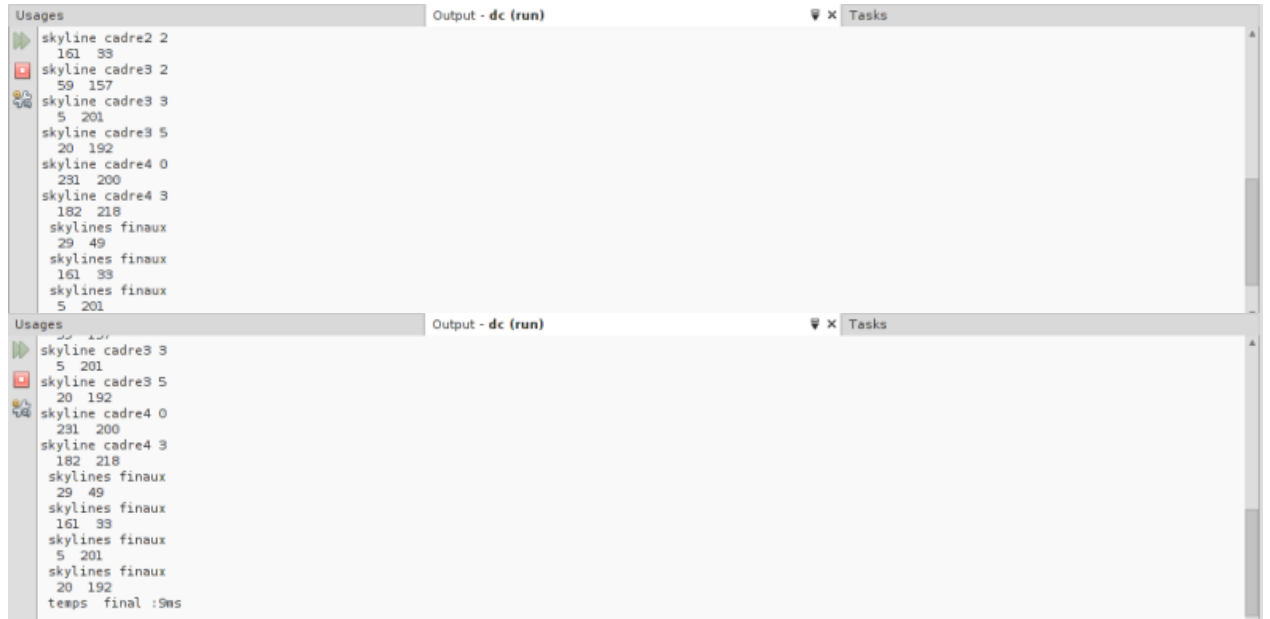 Usages Output - dc (run) Tasks
skyline cadre2 2
161 33
skyline cadre3 2
59 157
skyline cadre3 3
5 201
skyline cadre3 5
20 192
skyline cadre4 0
231 200
skyline cadre4 3
182 218
skylines finaux
29 49
skylines finaux
161 33
skylines finaux
5 201
Usages Output - dc (run) Tasks
skyline cadre3 3
5 201
skyline cadre3 5
20 192
skyline cadre4 0
231 200
skyline cadre4 3
182 218
skylines finaux
29 49
skylines finaux
161 33
skylines finaux
5 201
skylines finaux
20 192
temps final :9ms